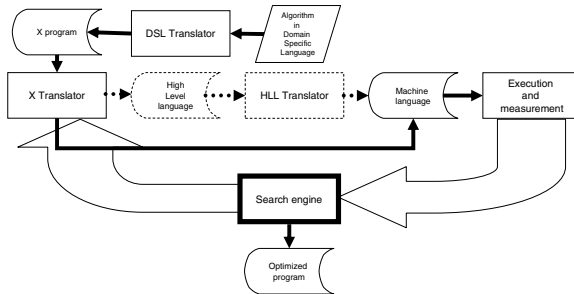 X program
DSL Translator
Algorithm
in
Domain
Specific
Language
X Translator
High
Level
language
HLL Translator
Machine
language
Execution
and
measurement
Search engine
Optimized
program